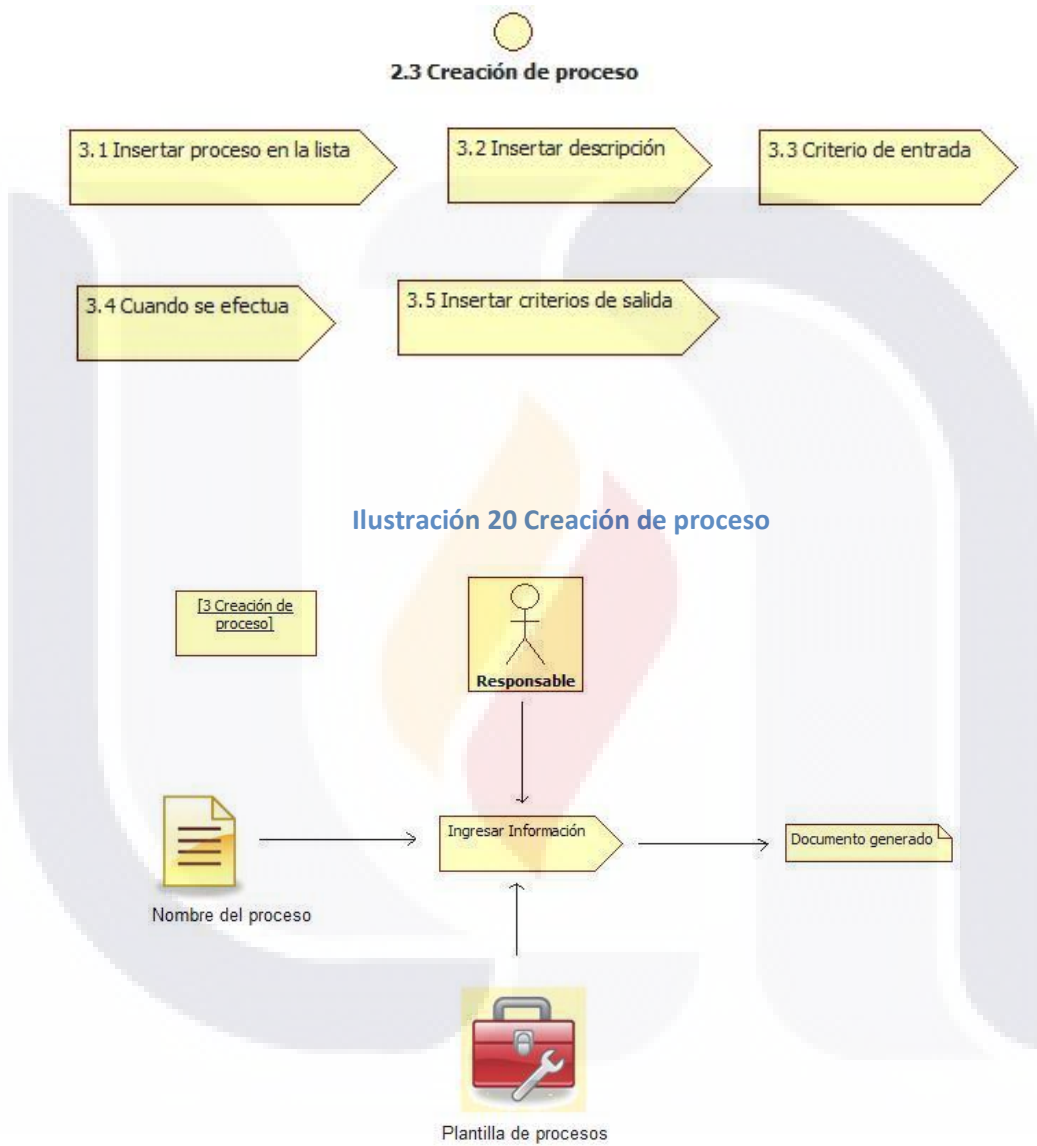 2.3 Creación de proceso
3.1 Insertar proceso en la lista
3.2 Insertar descripción
3.3 Criterio de entrada
3.4 Cuando se efectua
3.5 Insertar criterios de salida
Ilustración 20 Creación de proceso
[3 Creación de
proceso]
Responsable
Ingresar Información
Documento generado
Nombre del proceso
Plantilla de procesos